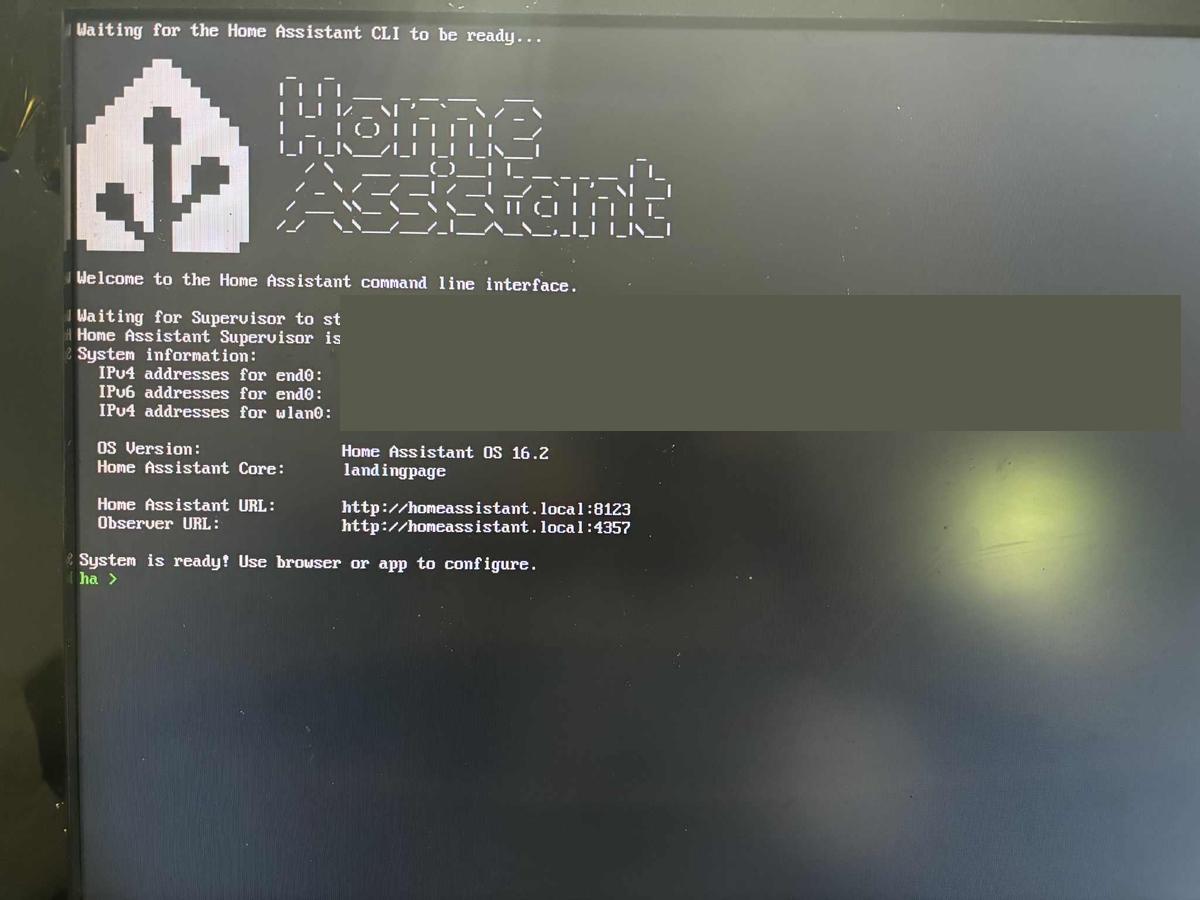 Waiting for the Home Assistant CLI to be ready...
Home
Assistant
Welcome to the Home Assistant command line interface.
Waiting for Supervisor to st
Home Assistant Supervisor is
System information:
IPv4 addresses for end0:
IPv6 addresses for end0:
IPv4 addresses for wlan0:
OS Version: Home Assistant OS 16.2
Home Assistant Core: landingpage
Home Assistant URL: http://homeassistant.local:8123
Observer URL: http://homeassistant.local:4357
System is ready! Use browser or app to configure.
ha >